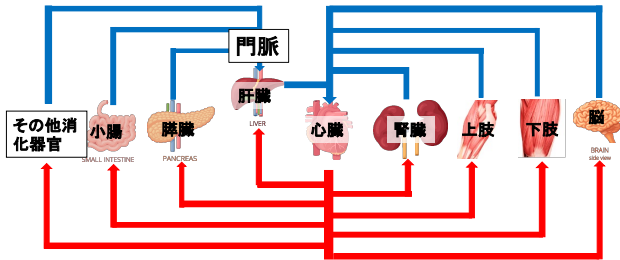 門脈
肝臓
LIVER
その他消
化器官
小腸
SMALL INTESTINE
膵臓
PANCREAS
心臓
腎臓
上肢
下肢
脳
BRAIN
side view